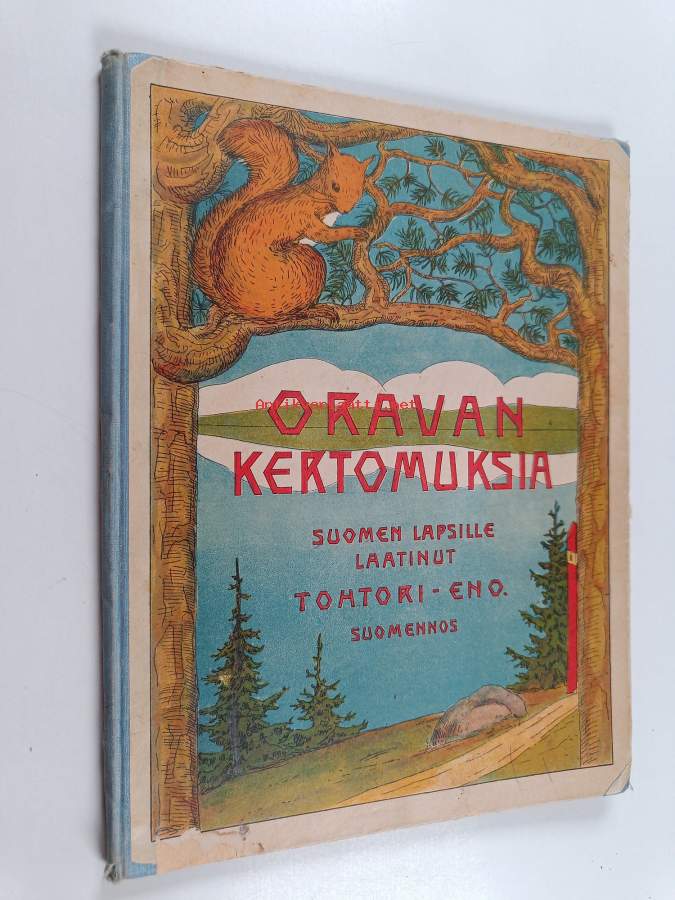 ORAVAN
KERTOMUKSIA
SUOMEN LAPSILLE
LAATINUT
TOHTORI-ENO.
SUOMENNOS